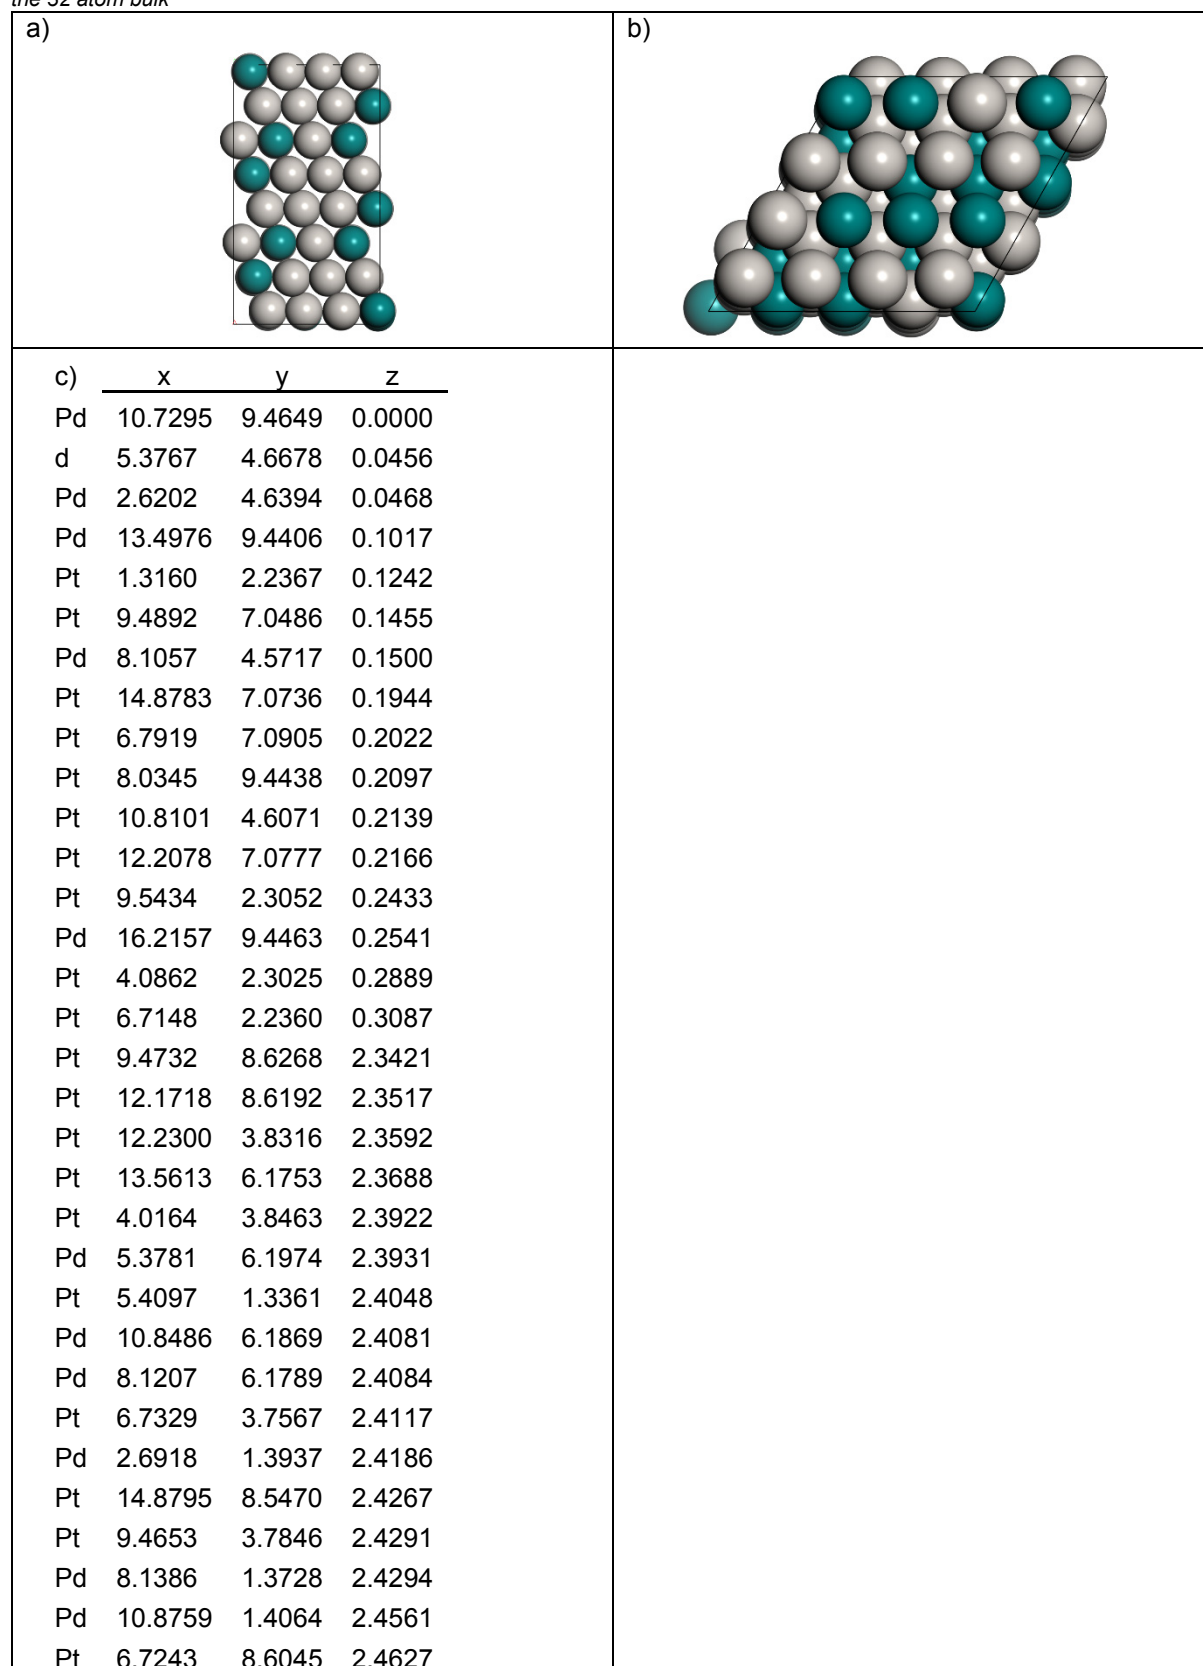 the 32 atom bulk
a) b)
c) x y z
Pd 10.7295 9.4649 0.0000
d 5.3767 4.6678 0.0456
Pd 2.6202 4.6394 0.0468
Pd 13.4976 9.4406 0.1017
Pt 1.3160 2.2367 0.1242
Pt 9.4892 7.0486 0.1455
Pd 8.1057 4.5717 0.1500
Pt 14.8783 7.0736 0.1944
Pt 6.7919 7.0905 0.2022
Pt 8.0345 9.4438 0.2097
Pt 10.8101 4.6071 0.2139
Pt 12.2078 7.0777 0.2166
Pt 9.5434 2.3052 0.2433
Pd 16.2157 9.4463 0.2541
Pt 4.0862 2.3025 0.2889
Pt 6.7148 2.2360 0.3087
Pt 9.4732 8.6268 2.3421
Pt 12.1718 8.6192 2.3517
Pt 12.2300 3.8316 2.3592
Pt 13.5613 6.1753 2.3688
Pt 4.0164 3.8463 2.3922
Pd 5.3781 6.1974 2.3931
Pt 5.4097 1.3361 2.4048
Pd 10.8486 6.1869 2.4081
Pd 8.1207 6.1789 2.4084
Pt 6.7329 3.7567 2.4117
Pd 2.6918 1.3937 2.4186
Pt 14.8795 8.5470 2.4267
Pt 9.4653 3.7846 2.4291
Pd 8.1386 1.3728 2.4294
Pd 10.8759 1.4064 2.4561
Pt 6.7243 8.6045 2.4627